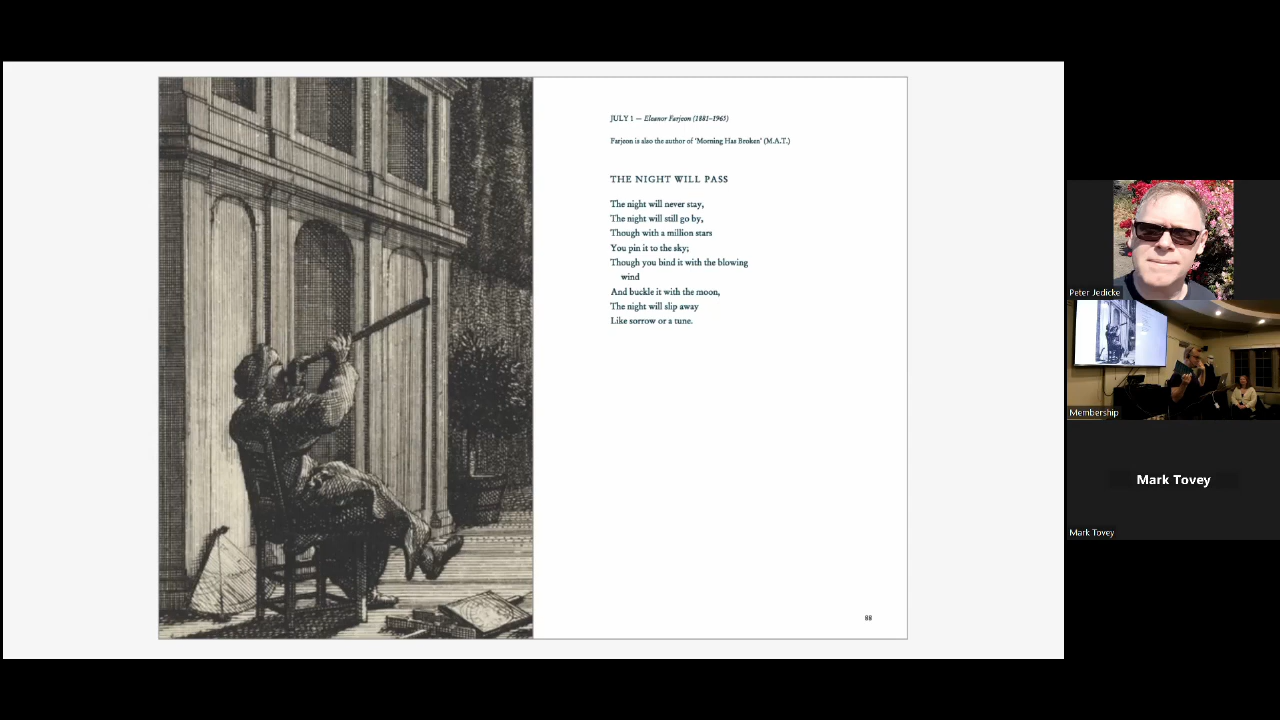 JULY 1 — Eleanor Farjeon (1881–1965)
Farjeon is also the author of 'Morning Has Broken' (M.A.T.)
THE NIGHT WILL PASS
The night will never stay,
The night will still go by,
Though with a million stars
You pin it to the sky;
Though you bind it with the blowing
wind
And buckle it with the moon,
The night will slip away
Like sorrow or a tune.
88
Peter Jedicke
Membership
Mark Tovey
Mark Tovey